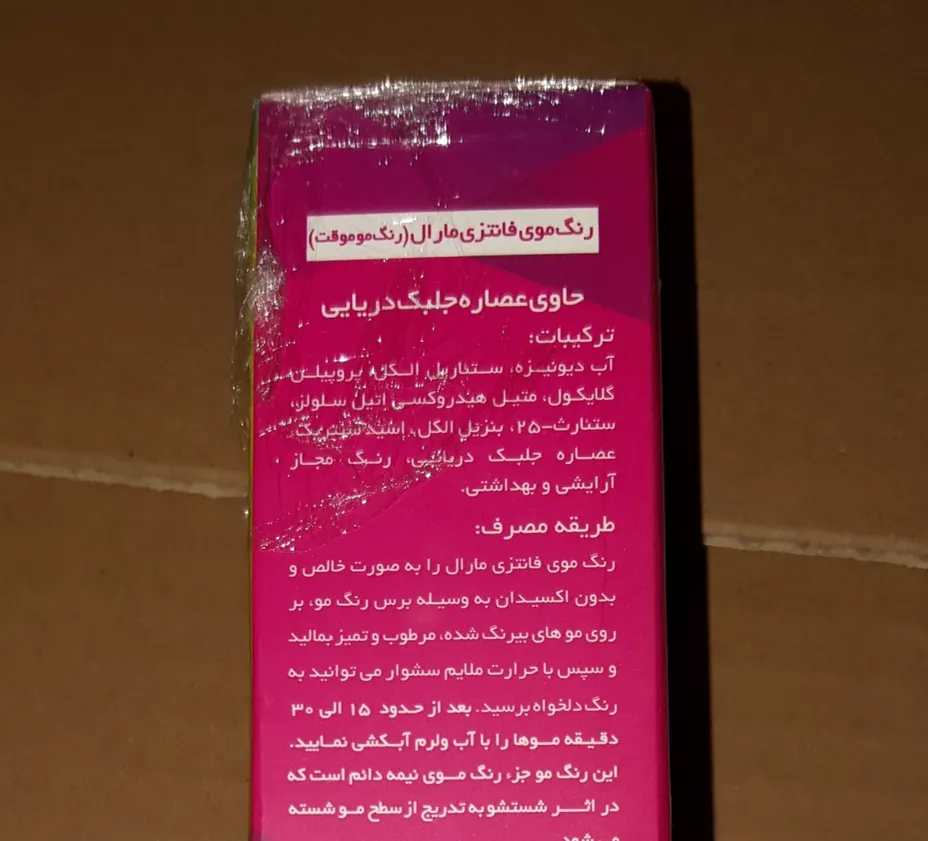 رنگ موی فانتزی مارال (رنگ مو موقت)
حاوی عصاره جلبک دریایی
ترکیبات:
آب دیونیزه، ستئاریل الکل، پروپیلن
گلایکول، متیل هیدروکسی اتیل سلولز،
ستئارث-۲۵، بنزیل الکل، اسید سیتریک،
عصاره جلبک دریایی، رنگ مجاز
آرایشی و بهداشتی.
طریقه مصرف:
رنگ موی فانتزی مارال را به صورت خالص و
بدون اکسیدان به وسیله برس رنگ مو، بر
روی مو های بیرنگ شده، مرطوب و تمیز بمالید
و سپس با حرارت ملایم سشوار می توانید به
رنگ دلخواه برسید. بعد از حدود ۱۵ الی ۳۰
دقیقه موها را با آب ولرم آبکشی نمایید.
این رنگ مو جزء رنگ موی نیمه دائم است که
در اثر شستشو به تدریج از سطح مو شسته